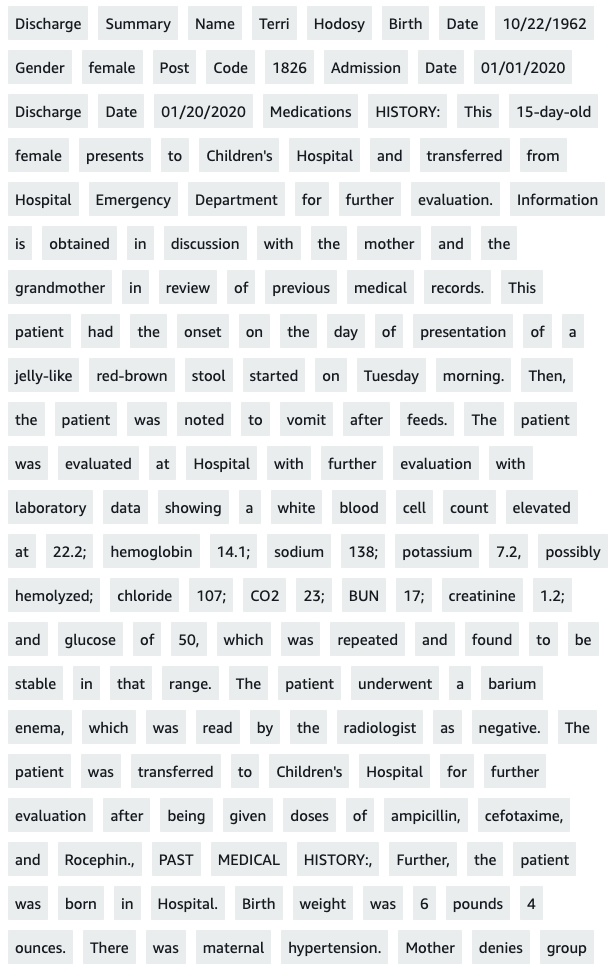 Discharge Summary Name Terri Hodosy Birth Date 10/22/1962
Gender female Post Code 1826 Admission Date 01/01/2020
Discharge Date 01/20/2020 Medications HISTORY: This 15-day-old
female presents to Children's Hospital and transferred from
Hospital Emergency Department for further evaluation. Information
is obtained in discussion with the mother and the
grandmother in review of previous medical records. This
patient had the onset on the day of presentation of a
jelly-like red-brown stool started on Tuesday morning. Then,
the patient was noted to vomit after feeds. The patient
was evaluated at Hospital with further evaluation with
laboratory data showing a white blood cell count elevated
at 22.2; hemoglobin 14.1; sodium 138; potassium 7.2, possibly
hemolyzed; chloride 107; CO2 23; BUN 17; creatinine 1.2;
and glucose of 50, which was repeated and found to be
stable in that range. The patient underwent a barium
enema, which was read by the radiologist as negative. The
patient was transferred to Children's Hospital for further
evaluation after being given doses of ampicillin, cefotaxime,
and Rocephin., PAST MEDICAL HISTORY:, Further, the patient
was born in Hospital. Birth weight was 6 pounds 4
ounces. There was maternal hypertension. Mother denies group